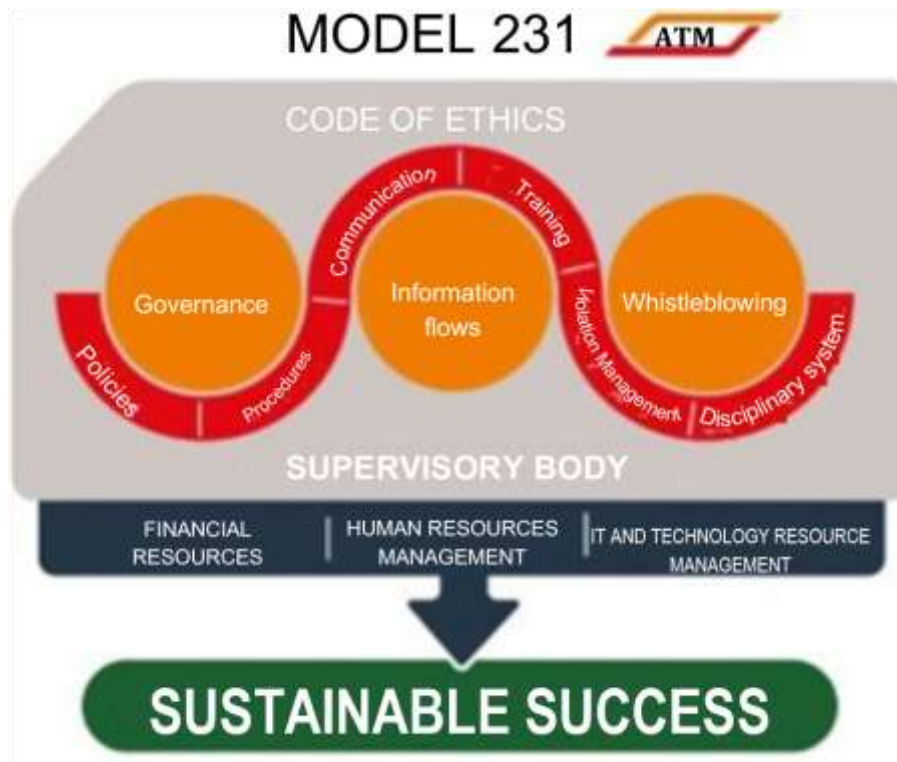 MODEL 231
ATM
CODE OF ETHICS
Communication
Training
Governance
Information
flows
Whistleblowing
Policies
Procedures
Violation Management
Disciplinary system
SUPERVISORY BODY
FINANCIAL
RESOURCES
HUMAN RESOURCES
MANAGEMENT
IT AND TECHNOLOGY RESOURCE
MANAGEMENT
SUSTAINABLE SUCCESS